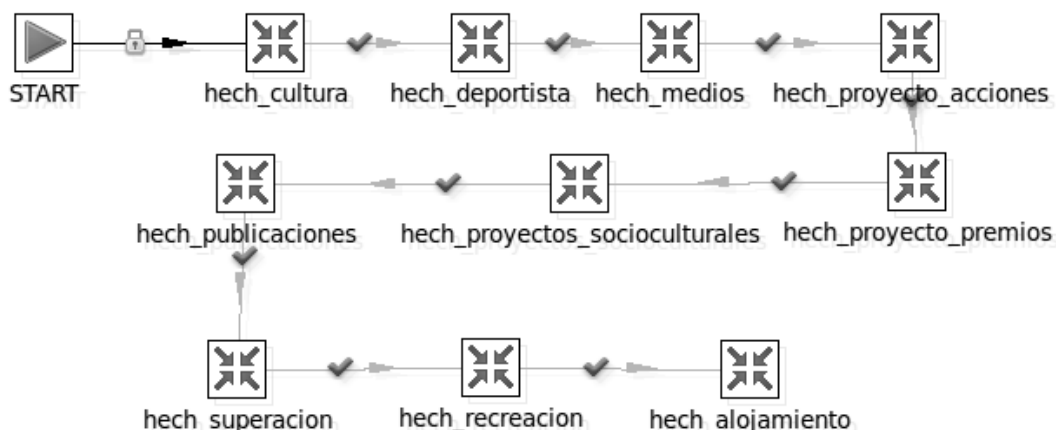 START
hech_cultura
hech_deportista
hech_medios
hech_proyecto_acciones
hech_publicaciones
hech_proyectos_socioculturales
hech_proyecto_premios
hech_superacion
hech_recreacion
hech_alojamiento